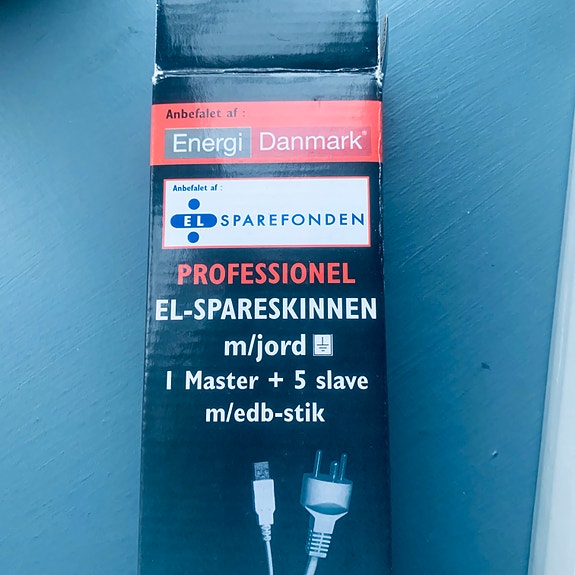 Anbefalet af :
Energi Danmark®
Anbefalet af :
EL SPAREFONDEN
PROFESSIONEL
EL-SPARESKINNEN
m/jord
1 Master + 5 slave
m/edb-stik